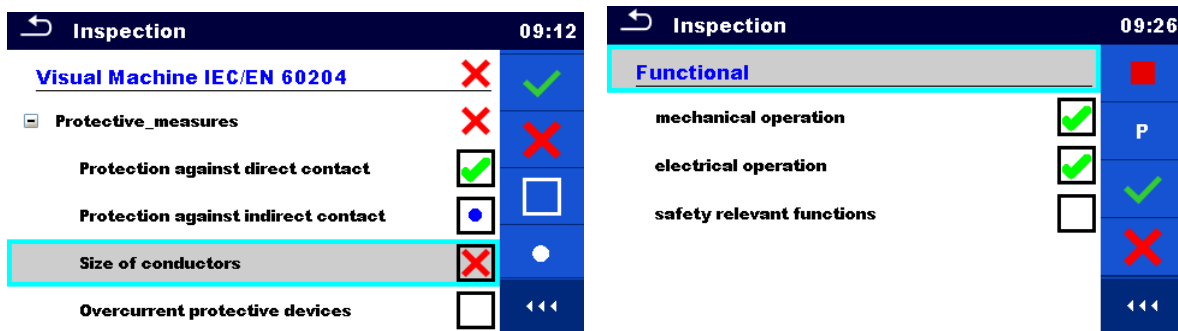 Inspection 09:12
Visual Machine IEC/EN 60204
Protective_measures
Protection against direct contact
Protection against indirect contact
Size of conductors
Overcurrent protective devices
Inspection 09:26
Functional
mechanical operation
P
electrical operation
safety relevant functions